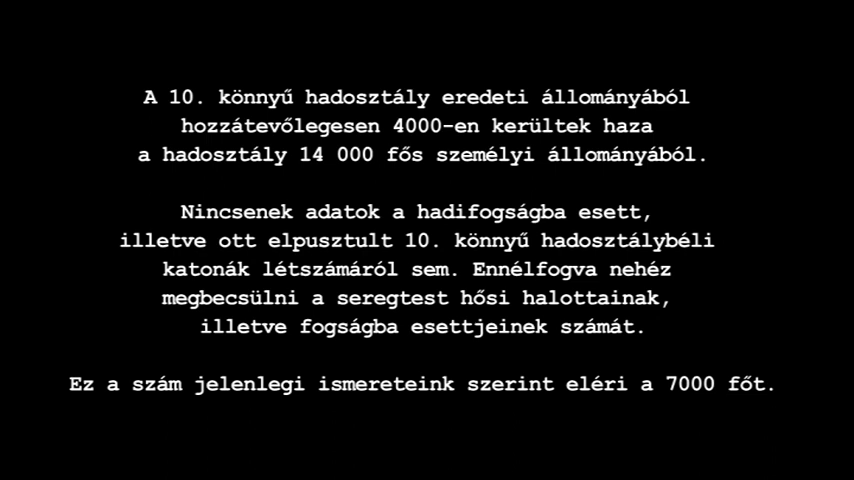 A 10. könnyű hadosztály eredeti állományából
hozzátevőlegesen 4000-en kerültek haza
a hadosztály 14 000 fős személyi állományából.
Nincsenek adatok a hadifogságba esett,
illetve ott elpusztult 10. könnyű hadosztálybéli
katonák létszámáról sem. Ennélfogva nehéz
megbecsülni a seregtest hősi halottainak,
illetve fogságba esettjeinek számát.
Ez a szám jelenlegi ismereteink szerint eléri a 7000 főt.